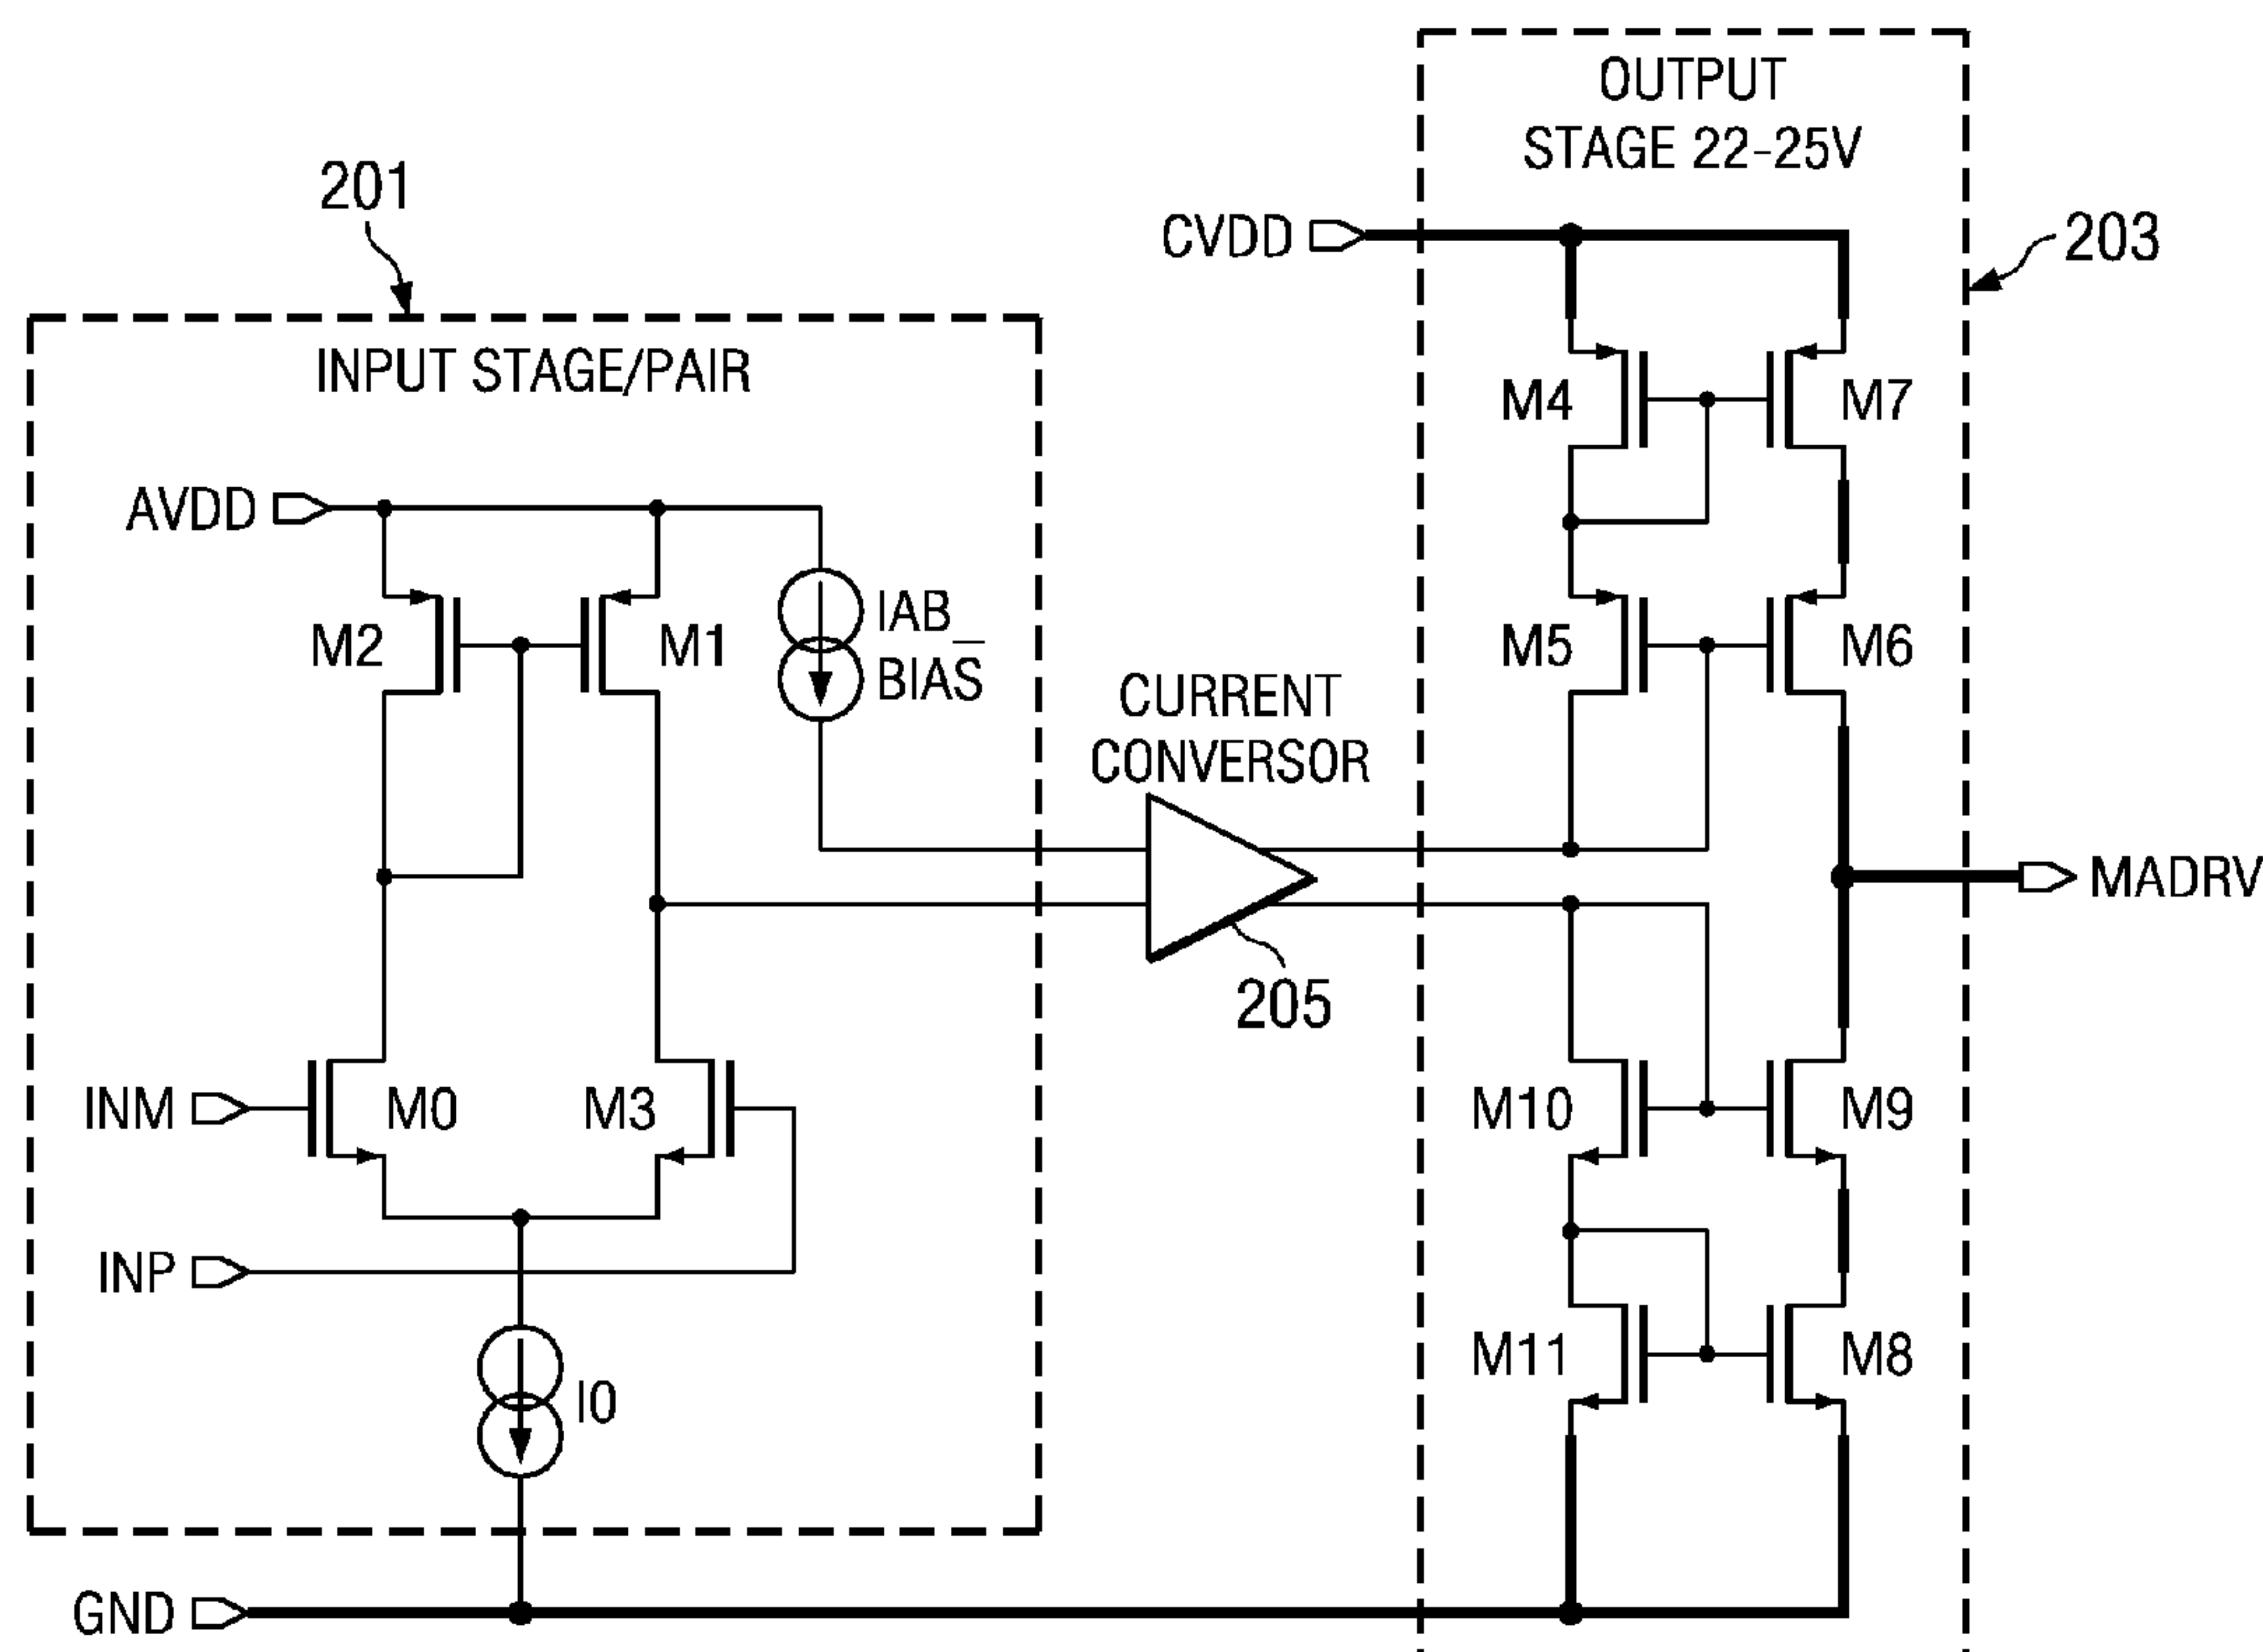 OUTPUT
STAGE 22-25V
201
CVDD
203
INPUT STAGE/PAIR
M4
M7
AVDD
M2
M1
IAB_
BIAS
M5
M6
CURRENT
CONVERSOR
MADRV
205
INM
M0
M3
M10
M9
INP
I0
M11
M8
GND